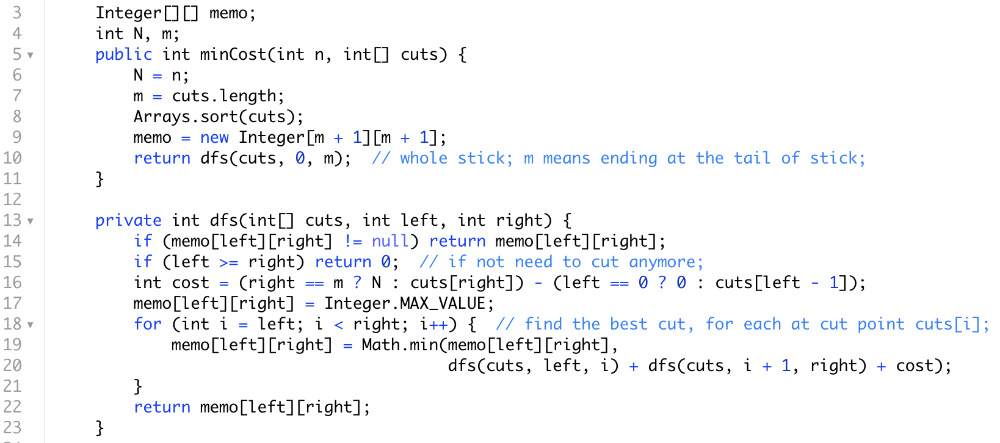 3 Integer[][] memo;
4 int N, m;
5 public int minCost(int n, int[] cuts) {
6 N = n;
7 m = cuts.length;
8 Arrays.sort(cuts);
9 memo = new Integer[m + 1][m + 1];
10 return dfs(cuts, 0, m);  // whole stick; m means ending at the tail of stick;
11 }
12
13 private int dfs(int[] cuts, int left, int right) {
14 if (memo[left][right] != null) return memo[left][right];
15 if (left >= right) return 0;  // if not need to cut anymore;
16 int cost = (right == m ? N : cuts[right]) - (left == 0 ? 0 : cuts[left - 1]);
17 memo[left][right] = Integer.MAX_VALUE;
18 for (int i = left; i < right; i++) {  // find the best cut, for each at cut point cuts[i];
19 memo[left][right] = Math.min(memo[left][right],
20 dfs(cuts, left, i) + dfs(cuts, i + 1, right) + cost);
21 }
22 return memo[left][right];
23 }